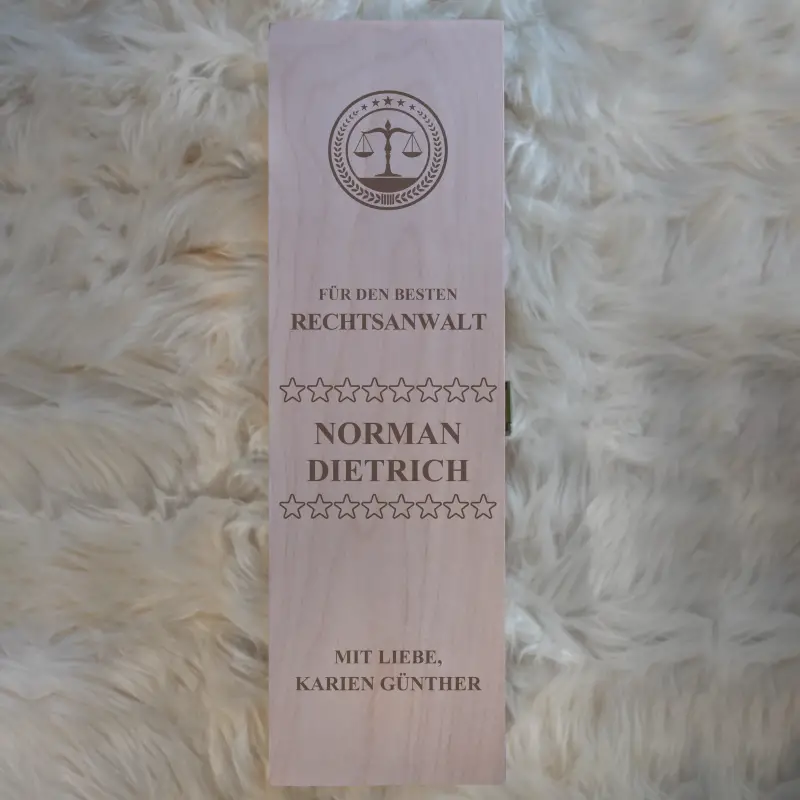 FÜR DEN BESTEN
RECHTSANWALT
NORMAN
DIETRICH
MIT LIEBE,
KARIEN GÜNTHER